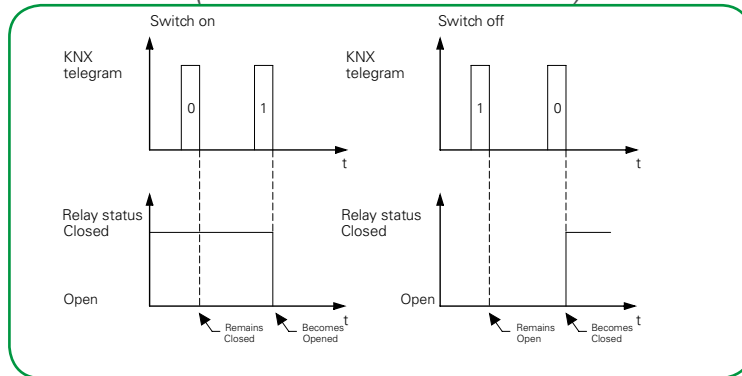 Switch on
KNX
telegram
0
1
t
Relay status
Closed
Open
t
Remains
Closed
Becomes
Opened
Switch off
KNX
telegram
1
0
t
Relay status
Closed
Open
t
Remains
Open
Becomes
Closed